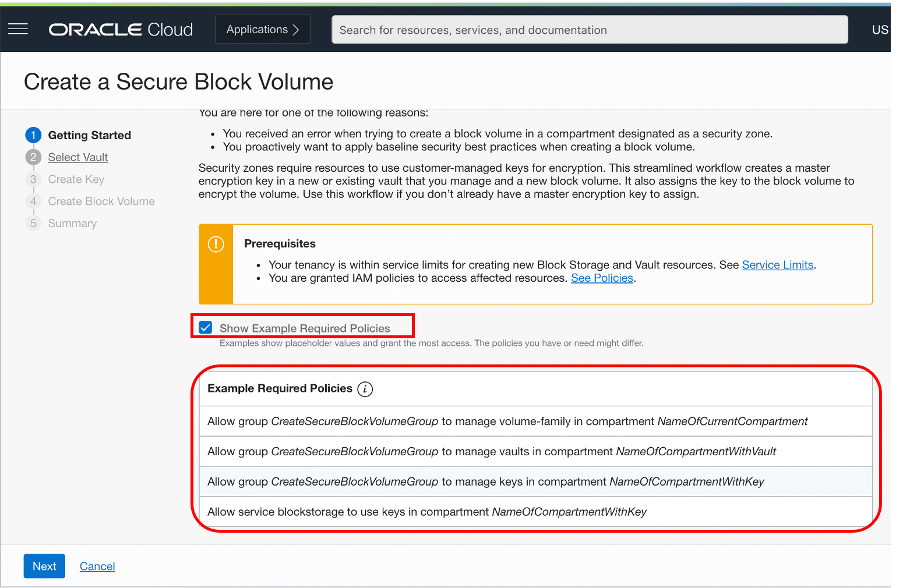 ORACLE Cloud
Applications
Search for resources, services, and documentation
US
Create a Secure Block Volume
1 Getting Started
2 Select Vault
3 Create Key
4 Create Block Volume
5 Summary
You are here for one of the following reasons:
• You received an error when trying to create a block volume in a compartment designated as a security zone.
• You proactively want to apply baseline security best practices when creating a block volume.
Security zones require resources to use customer-managed keys for encryption. This streamlined workflow creates a master
encryption key in a new or existing vault that you manage and a new block volume. It also assigns the key to the block volume to
encrypt the volume. Use this workflow if you don't already have a master encryption key to assign.
Prerequisites
• Your tenancy is within service limits for creating new Block Storage and Vault resources. See Service Limits.
• You are granted IAM policies to access affected resources. See Policies.
Show Example Required Policies
Examples show placeholder values and grant the most access. The policies you have or need might differ.
Example Required Policies i
Allow group CreateSecureBlockVolumeGroup to manage volume-family in compartment NameOfCurrentCompartment
Allow group CreateSecureBlockVolumeGroup to manage vaults in compartment NameOfCompartmentWithVault
Allow group CreateSecureBlockVolumeGroup to manage keys in compartment NameOfCompartmentWithKey
Allow service blockstorage to use keys in compartment NameOfCompartmentWithKey
Next
Cancel